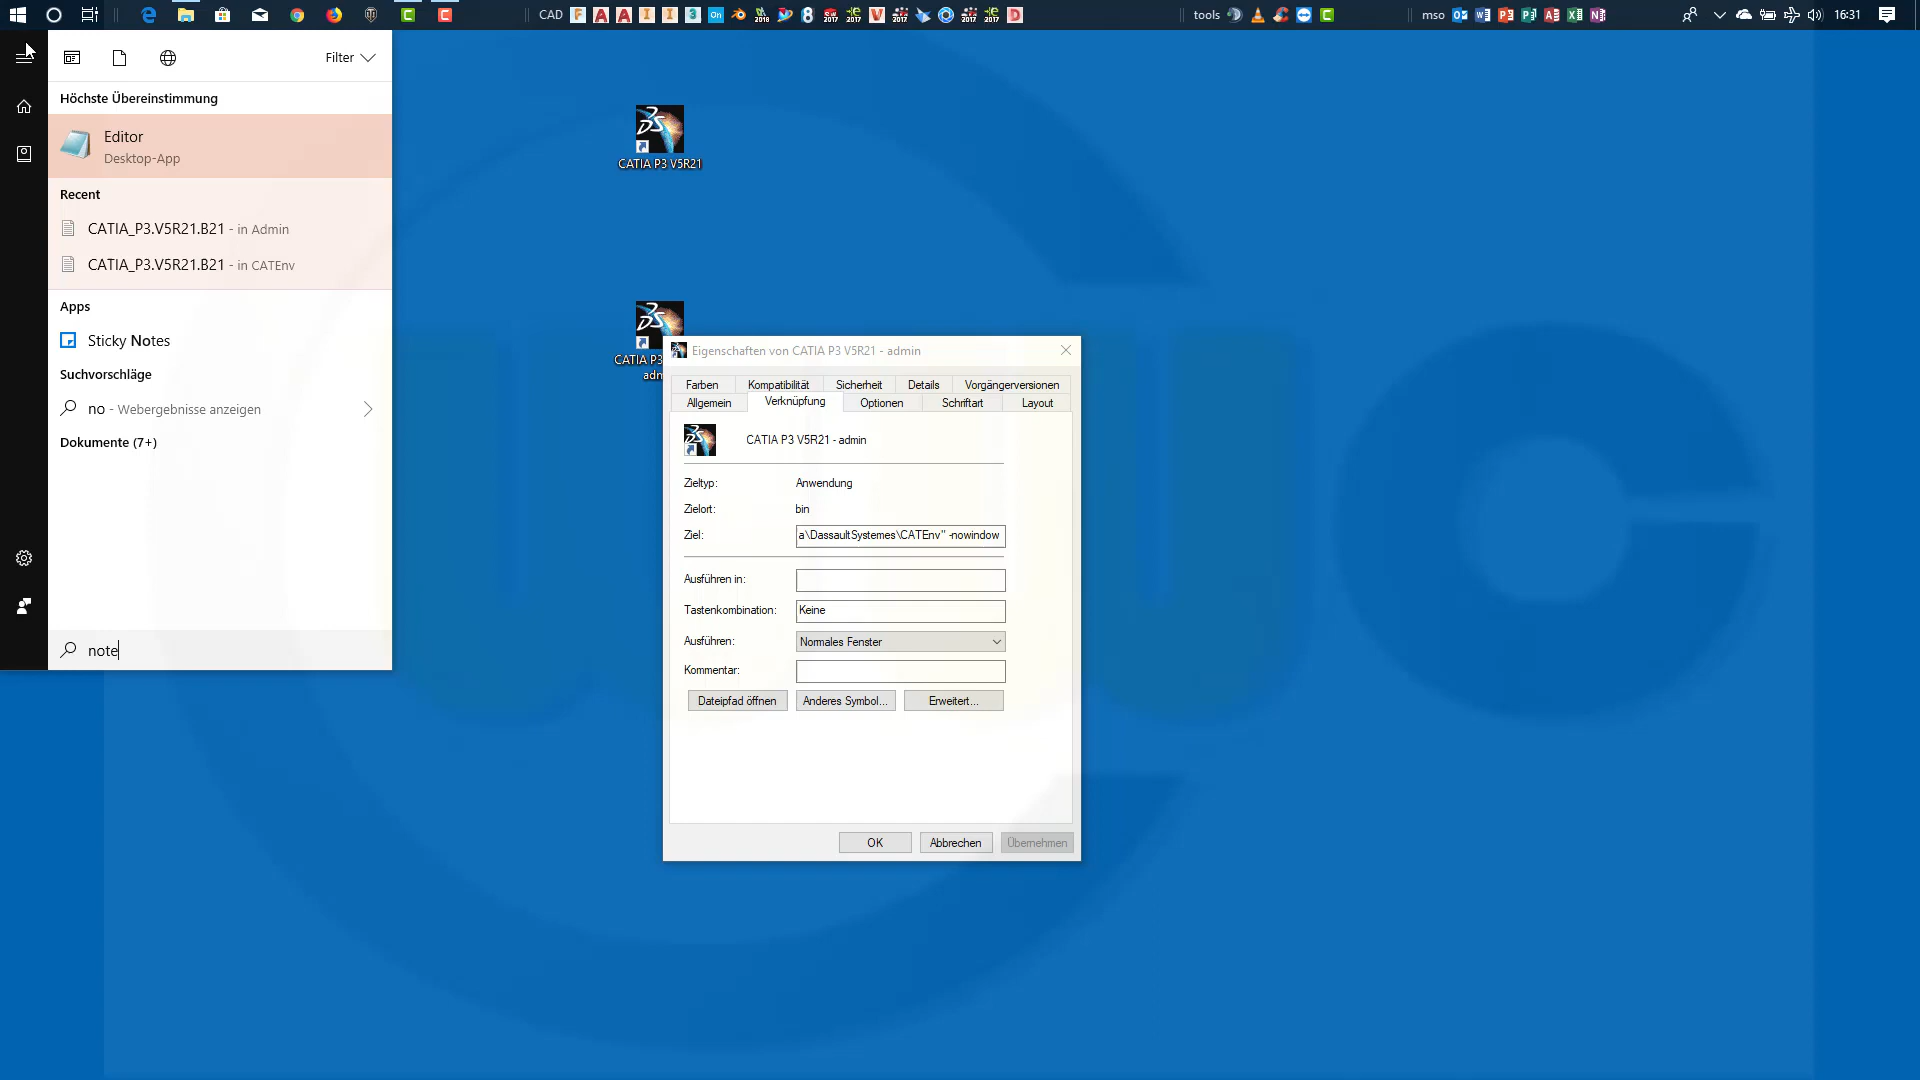 CAD
tools
mso
16:31
Filter
Höchste Übereinstimmung
Editor
Desktop-App
Recent
CATIA_P3.V5R21.B21 - in Admin
CATIA_P3.V5R21.B21 - in CATEnv
Apps
Sticky Notes
Suchvorschläge
no - Webergebnisse anzeigen
Dokumente (7+)
note
CATIA P3 V5R21
CATIA P3
Eigenschaften von CATIA P3 V5R21 - admin
Farben
Kompatibilität
Sicherheit
Details
Vorgängerversionen
Allgemein
Verknüpfung
Optionen
Schriftart
Layout
CATIA P3 V5R21 - admin
Zieltyp: Anwendung
Zielort: bin
Ziel: a\DassaultSystemes\CATEnv" -nowindow
Ausführen in:
Tastenkombination: Keine
Ausführen: Normales Fenster
Kommentar:
Dateipfad öffnen
Anderes Symbol...
Erweitert...
OK
Abbrechen
Übernehmen